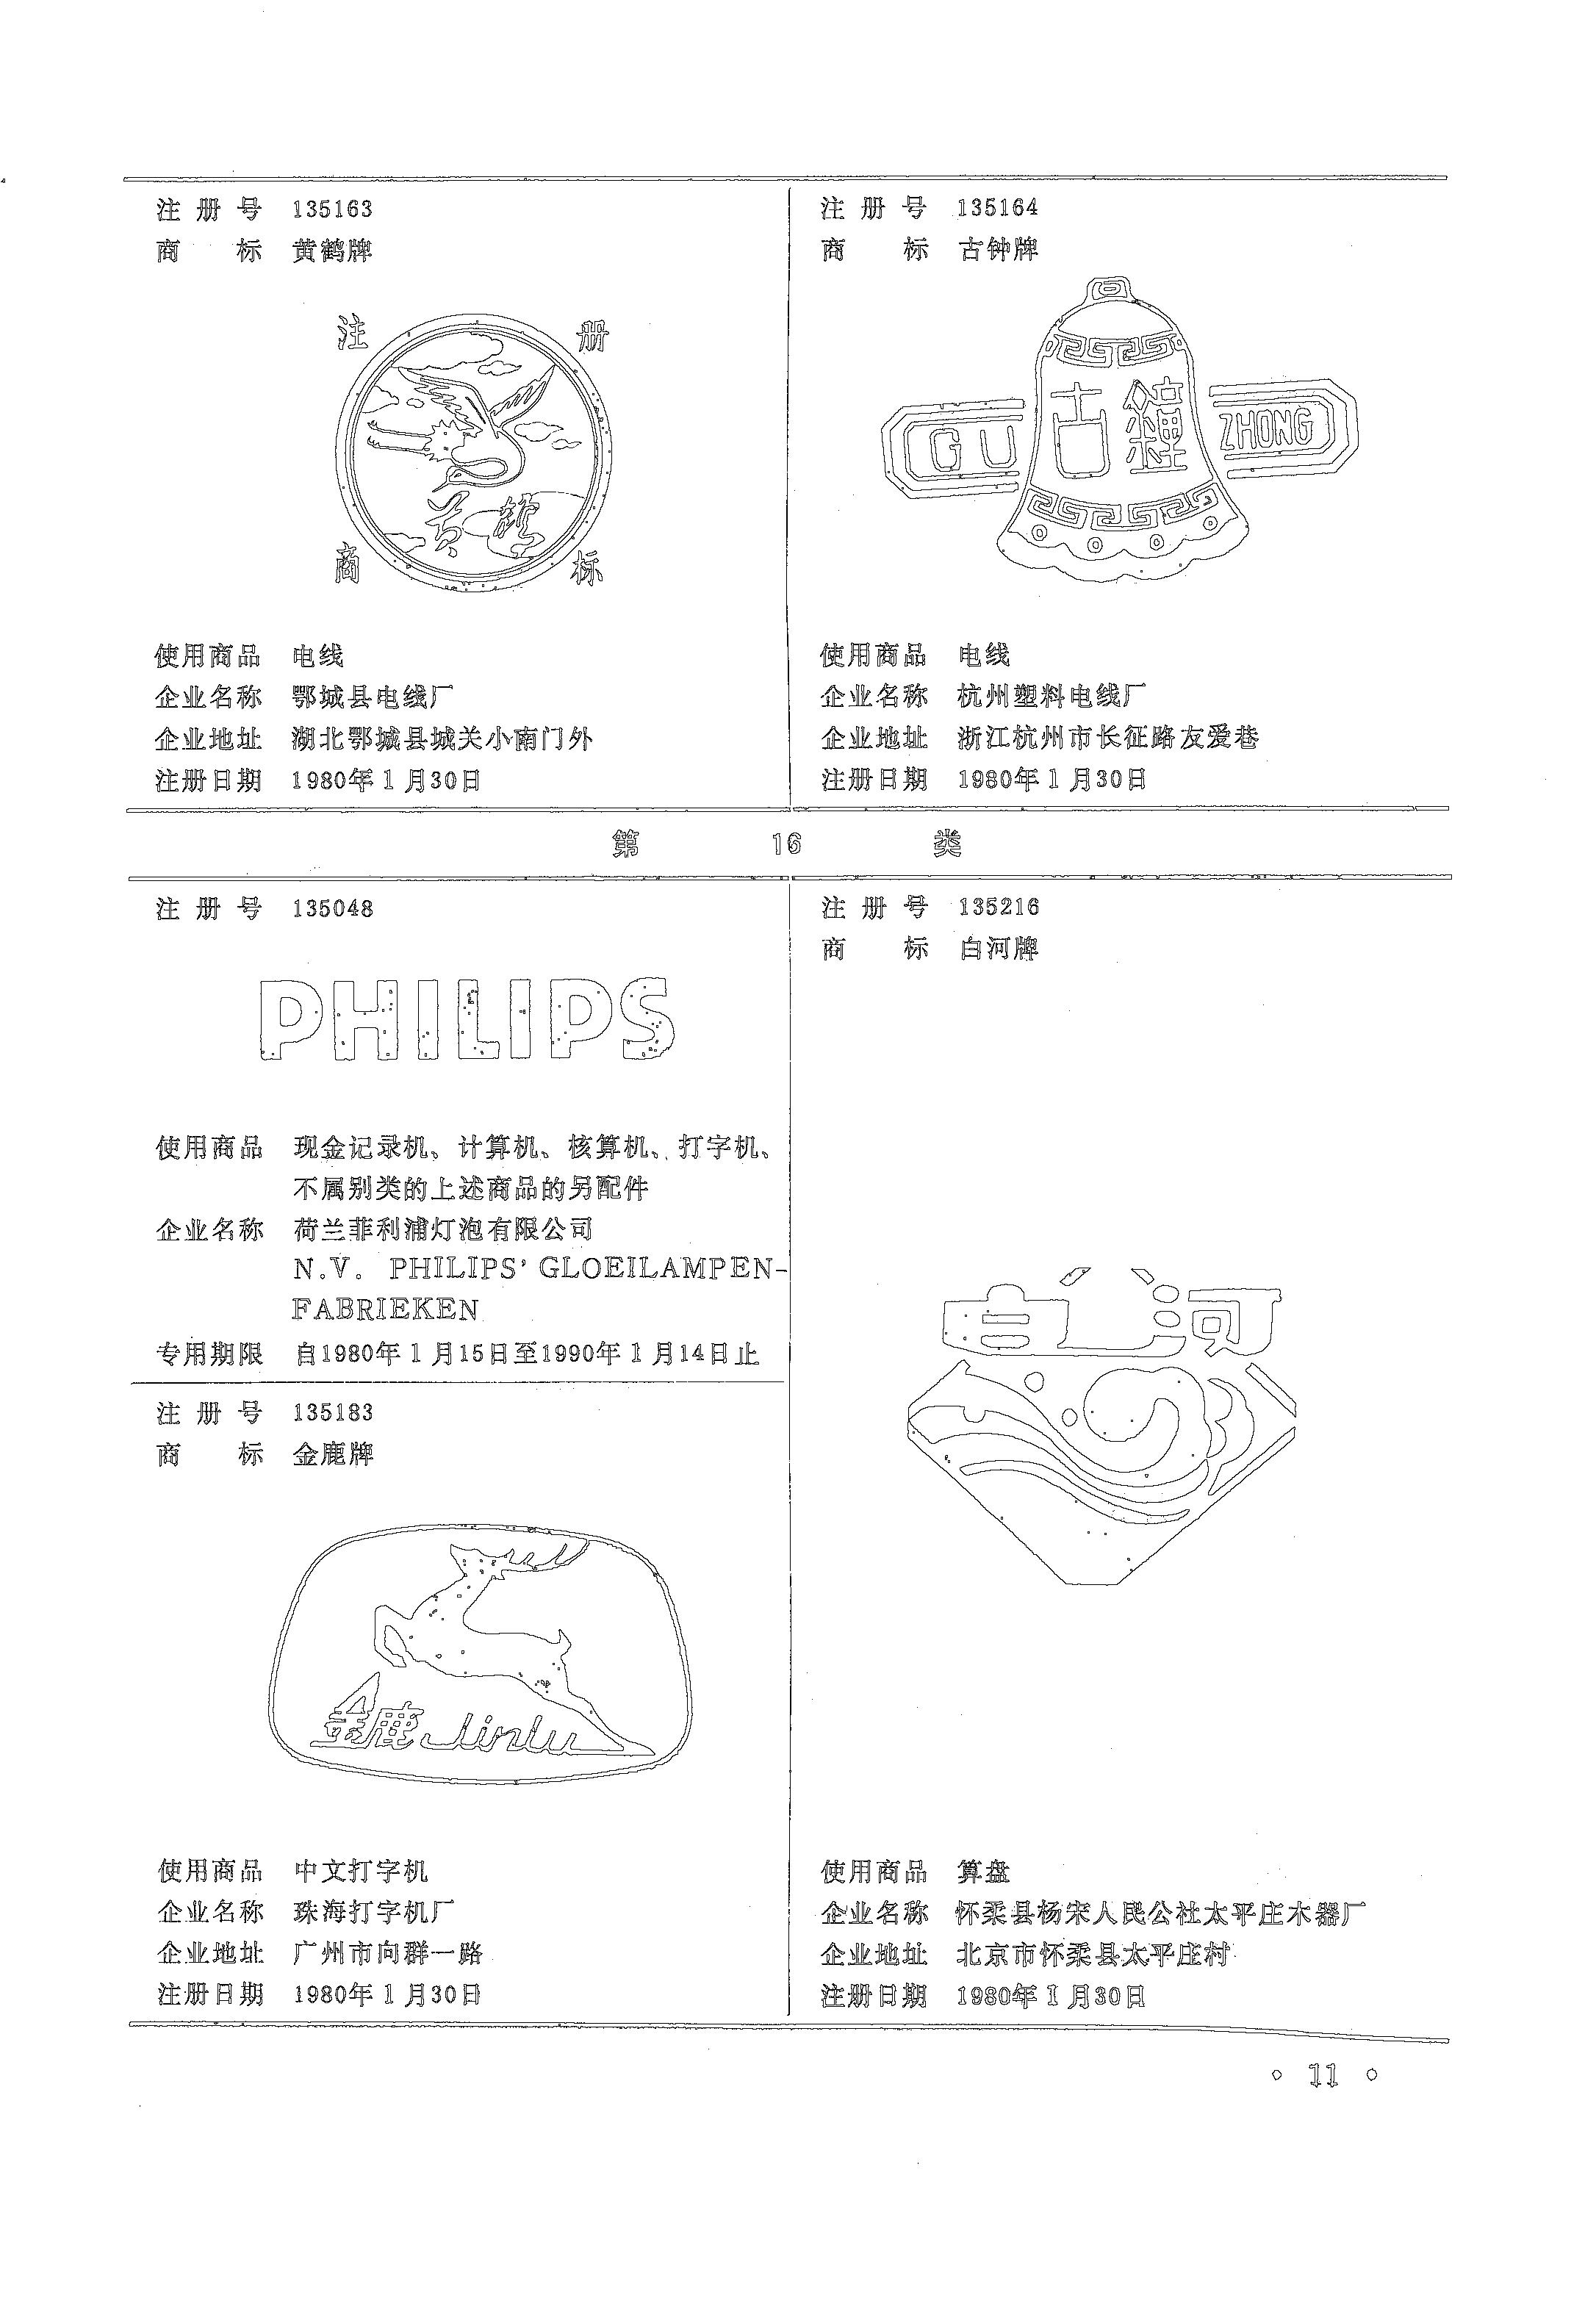 注册号 135163
商标 黄鹤牌
注册
黄鹤
商标
使用商品 电线
企业名称 鄂城县电线厂
企业地址 湖北鄂城县城关小南门外
注册日期 1980年1月30日
注册号 135164
商标 古钟牌
GU 古鐘 ZHONG
使用商品 电线
企业名称 杭州塑料电线厂
企业地址 浙江杭州市长征路友爱巷
注册日期 1980年1月30日
第 16 类
注册号 135048
PHILIPS
使用商品 现金记录机、计算机、核算机、打字机、
不属别类的上述商品的另配件
企业名称 荷兰菲利浦灯泡有限公司
N.V. PHILIPS' GLOEILAMPEN-
FABRIEKEN
专用期限 自1980年1月15日至1990年1月14日止
注册号 135183
商标 金鹿牌
金鹿 Jinlu
使用商品 中文打字机
企业名称 珠海打字机厂
企业地址 广州市向群一路
注册日期 1980年1月30日
注册号 135216
商标 白河牌
白河
使用商品 算盘
企业名称 怀柔县杨宋人民公社太平庄木器厂
企业地址 北京市怀柔县太平庄村
注册日期 1980年1月30日
· 11 ·